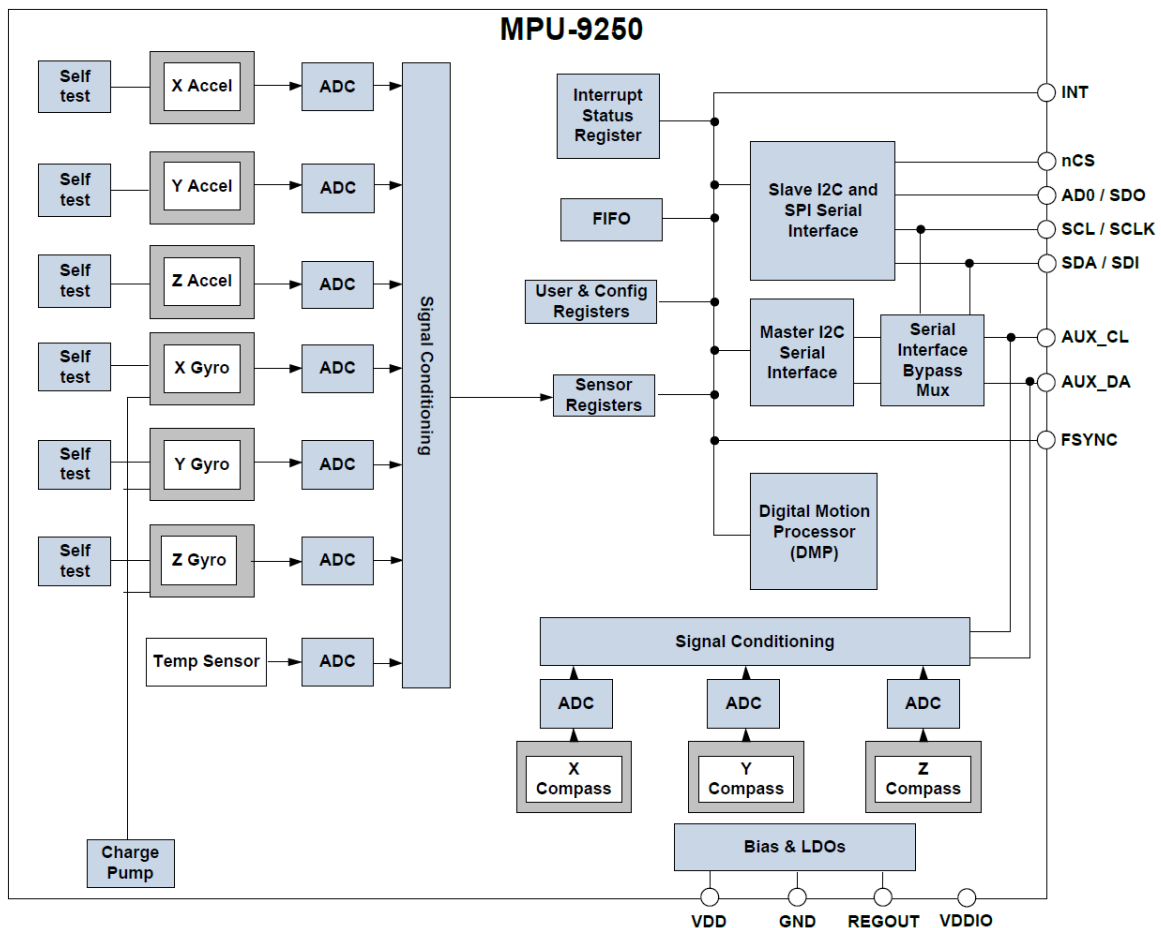 MPU-9250
Self
test
X Accel
ADC
Self
test
Y Accel
ADC
Self
test
Z Accel
ADC
Self
test
X Gyro
ADC
Self
test
Y Gyro
ADC
Self
test
Z Gyro
ADC
Temp Sensor
ADC
Charge
Pump
Signal Conditioning
Interrupt
Status
Register
FIFO
User & Config
Registers
Sensor
Registers
Slave I2C and
SPI Serial
Interface
Master I2C
Serial
Interface
Serial
Interface
Bypass
Mux
Digital Motion
Processor
(DMP)
INT
nCS
AD0 / SDO
SCL / SCLK
SDA / SDI
AUX_CL
AUX_DA
FSYNC
Signal Conditioning
ADC
ADC
ADC
X
Compass
Y
Compass
Z
Compass
Bias & LDOs
VDD
GND
REGOUT
VDDIO